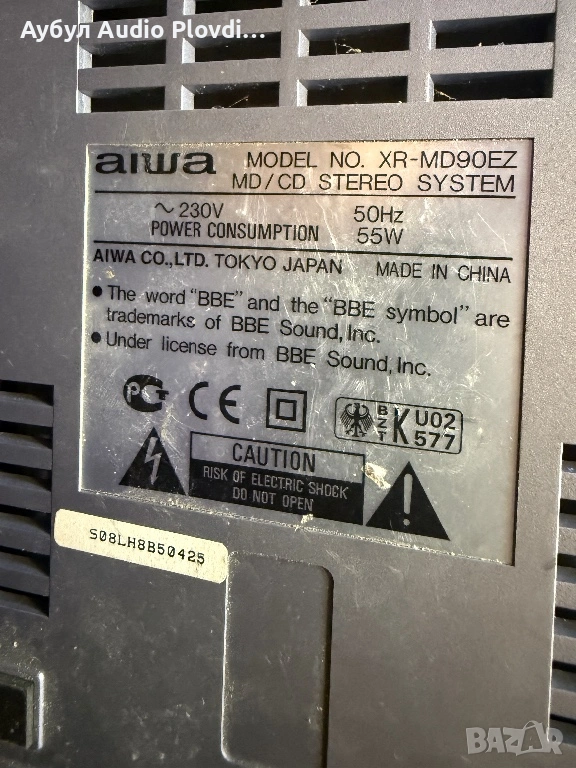 Аубул Audio Plovdi...
aiwa MODEL NO. XR-MD90EZ
MD/CD STEREO SYSTEM
~ 230V 50Hz
POWER CONSUMPTION 55W
AIWA CO.,LTD. TOKYO JAPAN MADE IN CHINA
• The word "BBE" and the "BBE symbol" are
trademarks of BBE Sound, Inc.
• Under license from BBE Sound, Inc.
PCT CE BZT K U02 577
CAUTION
RISK OF ELECTRIC SHOCK
DO NOT OPEN
S08LH8B50425
BAZAR